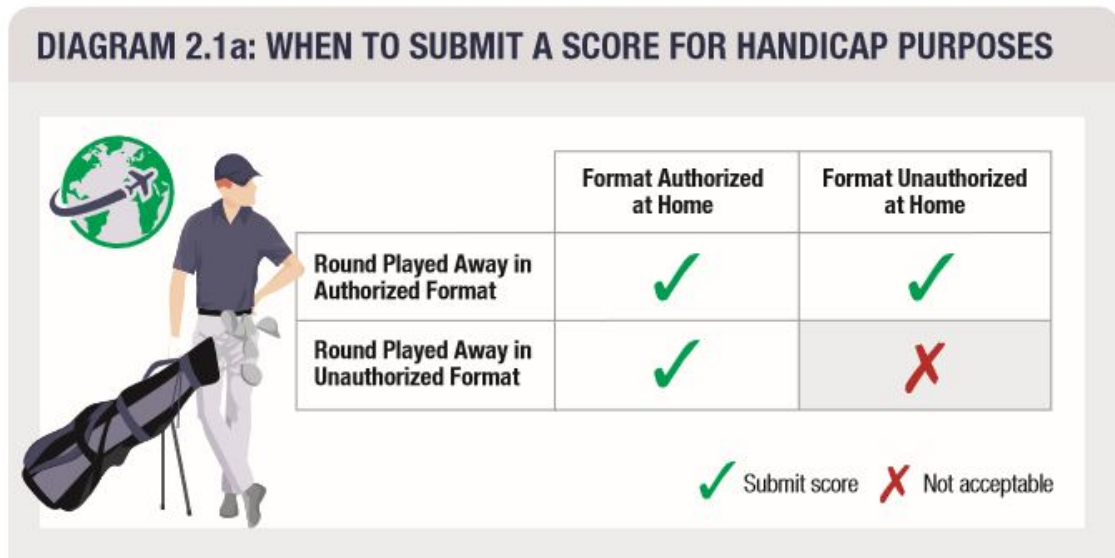 DIAGRAM 2.1a: WHEN TO SUBMIT A SCORE FOR HANDICAP PURPOSES
Format Authorized
at Home
Format Unauthorized
at Home
Round Played Away in
Authorized Format
Round Played Away in
Unauthorized Format
Submit score
Not acceptable